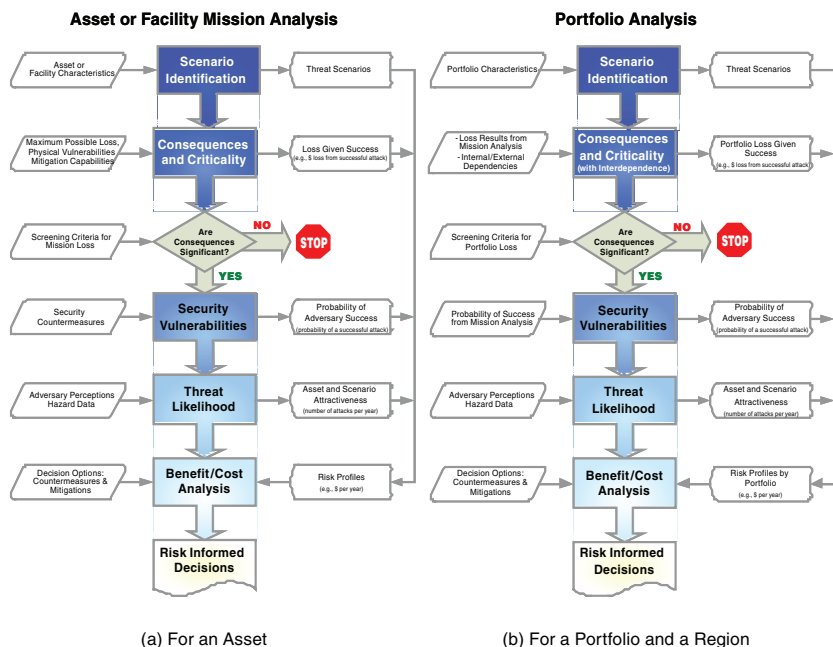 Asset or Facility Mission Analysis
Asset or
Facility Characteristics
Scenario
Identification
Threat Scenarios
Maximum Possible Loss,
Physical Vulnerabilities
Mitigation Capabilities
Consequences
and Criticality
Loss Given Success
(e.g., $ loss from successful attack)
Screening Criteria for
Mission Loss
Are
Consequences
Significant?
NO
STOP
YES
Security
Countermeasures
Security
Vulnerabilities
Probability of
Adversary Success
(probability of a successful attack)
Adversary Perceptions
Hazard Data
Threat
Likelihood
Asset and Scenario
Attractiveness
(number of attacks per year)
Decision Options:
Countermeasures &
Mitigations
Benefit/Cost
Analysis
Risk Profiles
(e.g., $ per year)
Risk Informed
Decisions
(a) For an Asset
Portfolio Analysis
Portfolio Characteristics
Scenario
Identification
Threat Scenarios
- Loss Results from
Mission Analysis
- Internal/External
Dependencies
Consequences
and Criticality
(with Interdependence)
Portfolio Loss Given
Success
(e.g., $ loss from successful attack)
Screening Criteria for
Portfolio Loss
Are
Consequences
Significant?
NO
STOP
YES
Probability of Success
from Mission Analysis
Security
Vulnerabilities
Probability of
Adversary Success
(probability of a successful attack)
Adversary Perceptions
Hazard Data
Threat
Likelihood
Asset and Scenario
Attractiveness
(number of attacks per year)
Decision Options:
Countermeasures &
Mitigations
Benefit/Cost
Analysis
Risk Profiles by
Portfolio
(e.g., $ per year)
Risk Informed
Decisions
(b) For a Portfolio and a Region